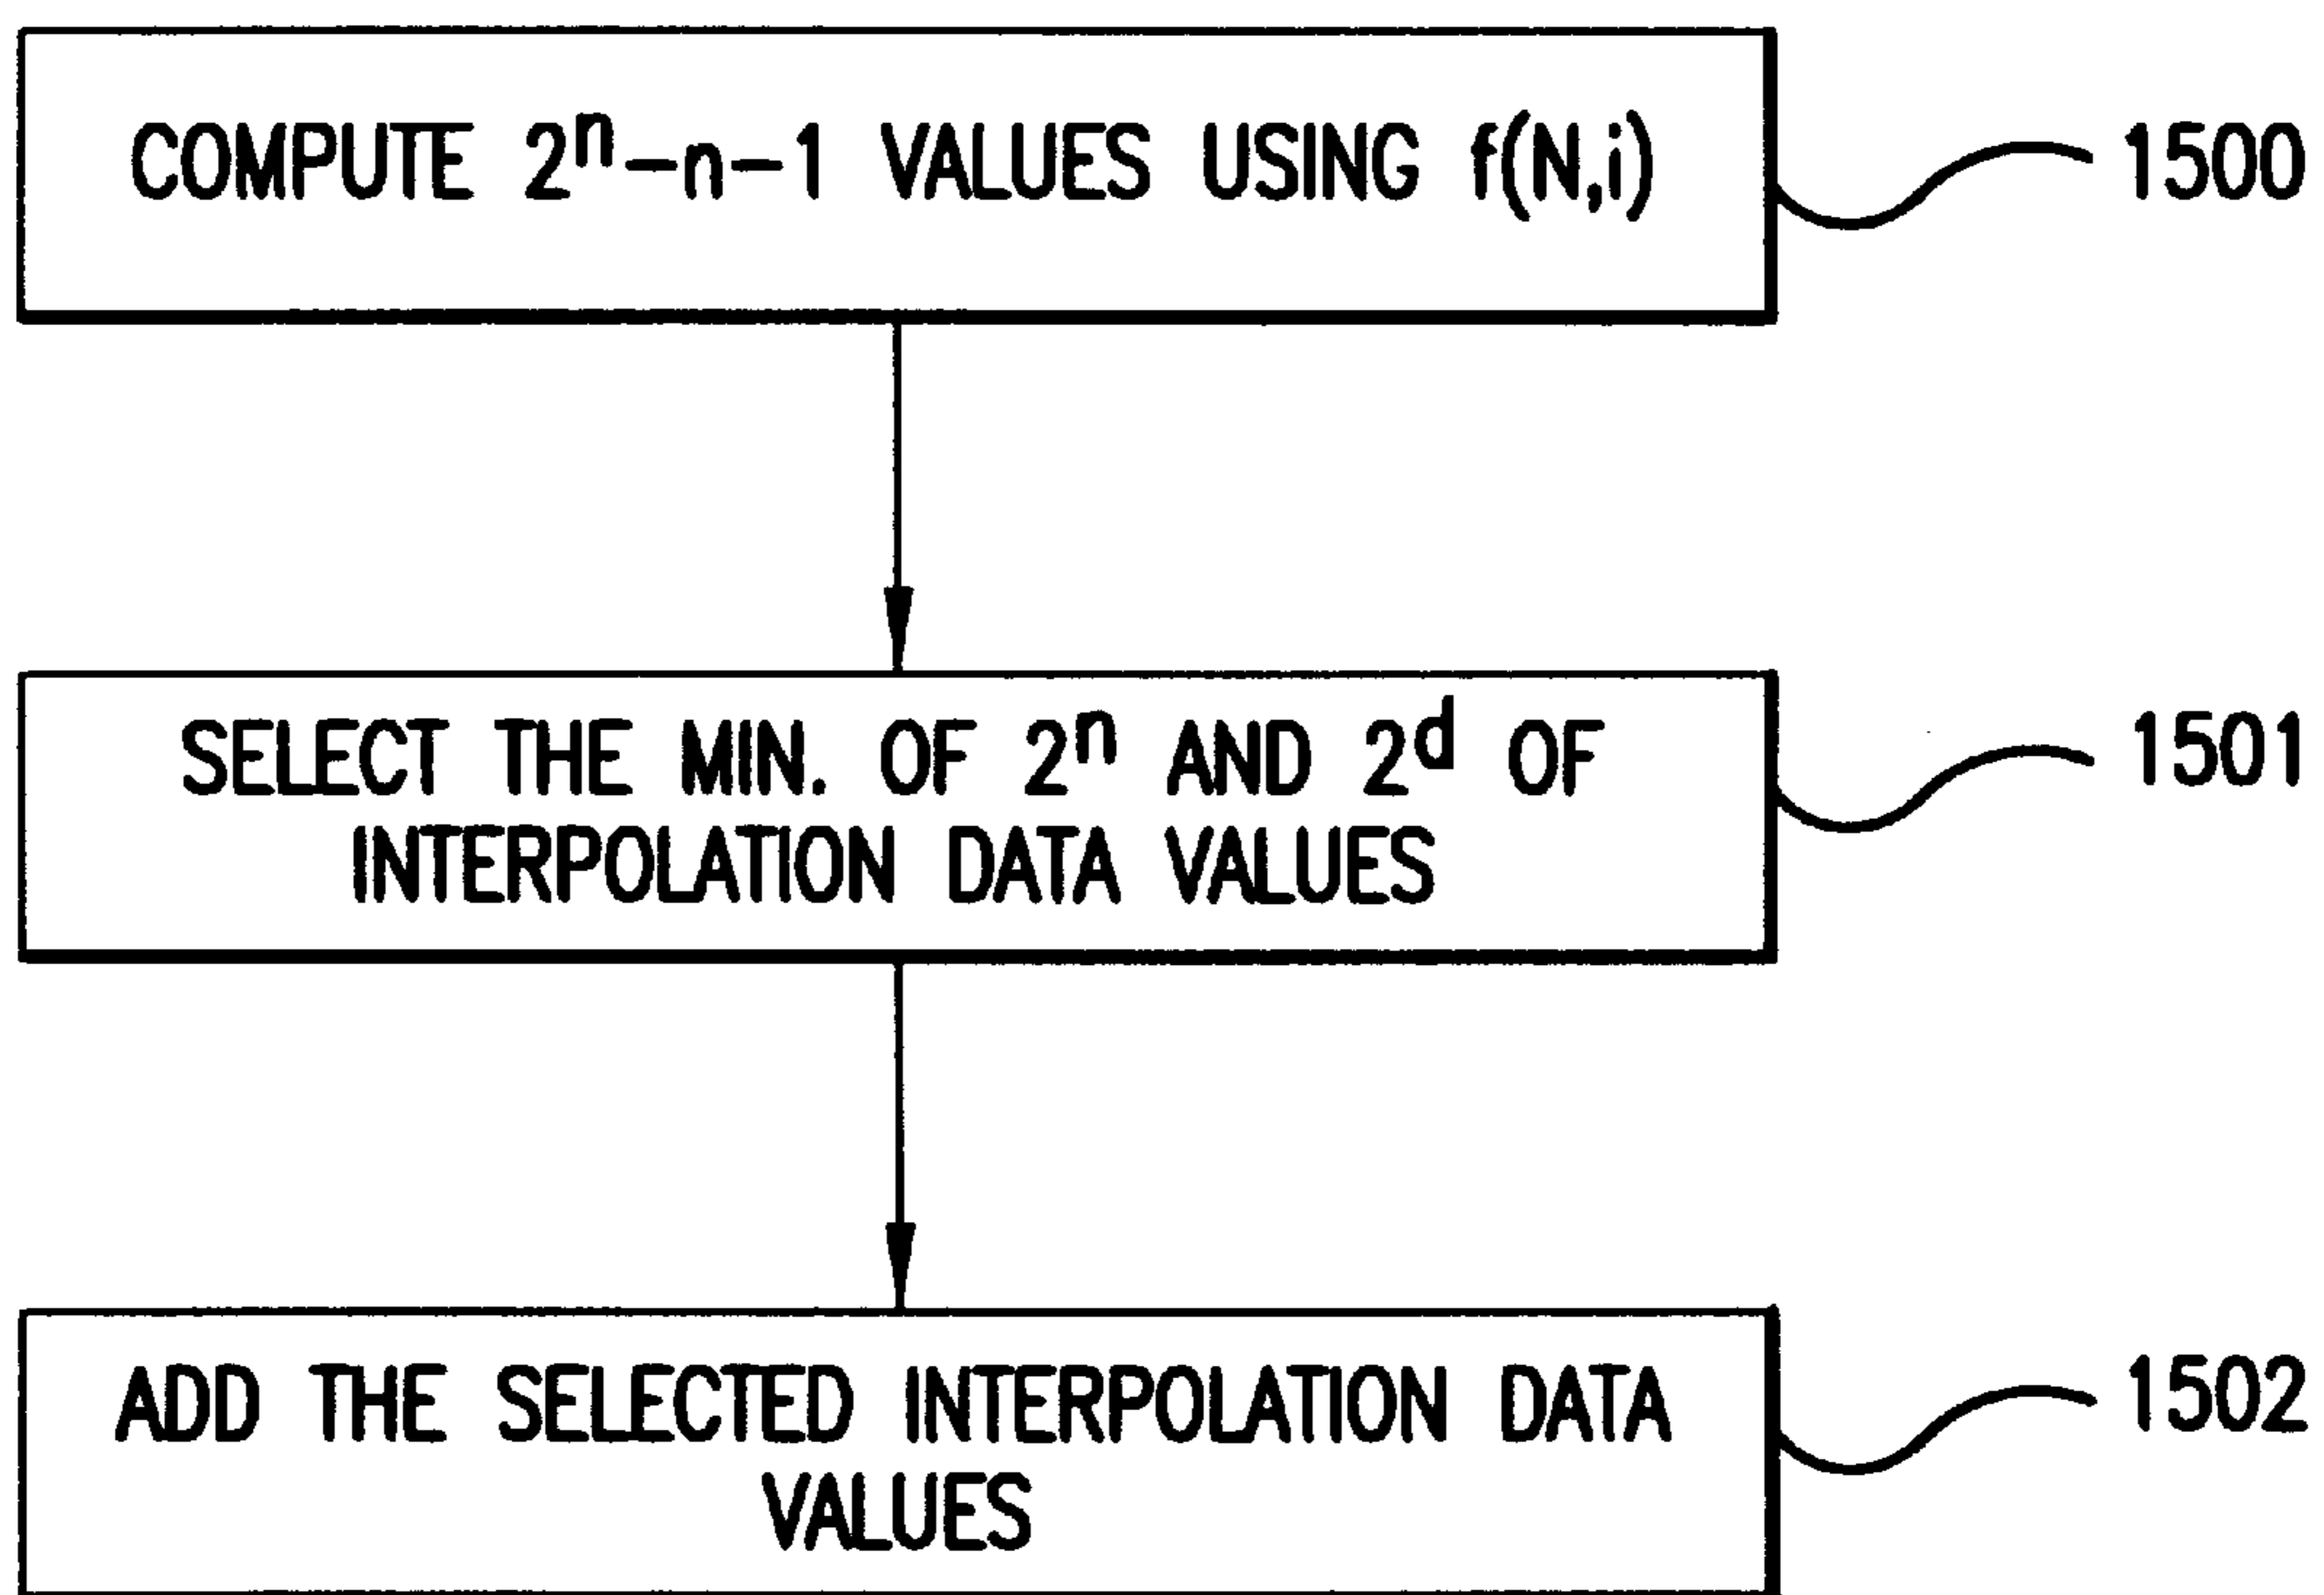 COMPUTE 2ⁿ-n-1 VALUES USING f(N,i)
1500
SELECT THE MIN. OF 2ⁿ AND 2ᵈ OF
INTERPOLATION DATA VALUES
1501
ADD THE SELECTED INTERPOLATION DATA
VALUES
1502